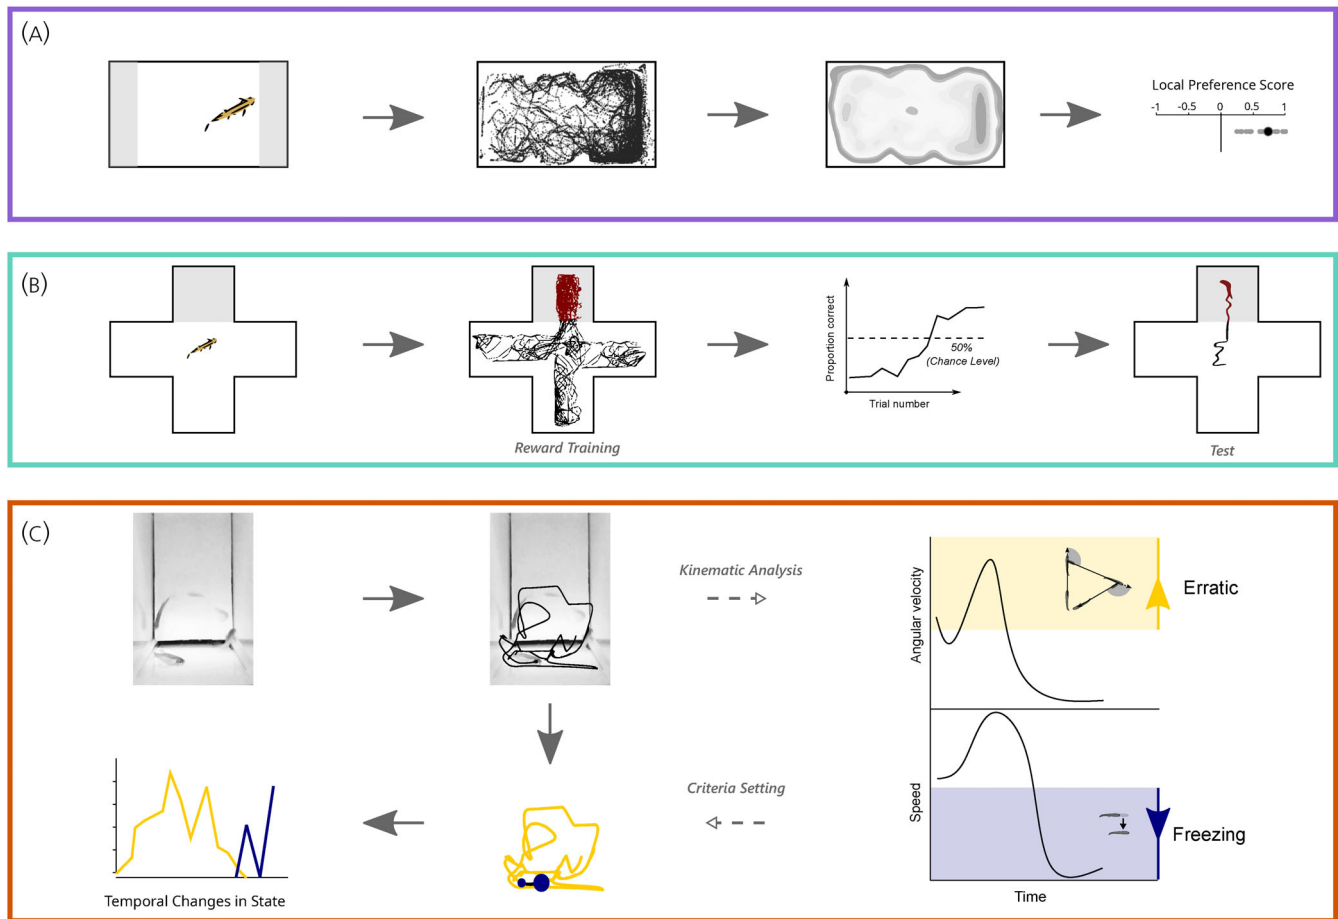 (A)
Local Preference Score
-1 -0.5 0 0.5 1
(B)
Proportion correct
50%
(Chance Level)
Trial number
Reward Training
Test
(C)
Kinematic Analysis
Angular velocity
Erratic
Criteria Setting
Speed
Freezing
Temporal Changes in State
Time